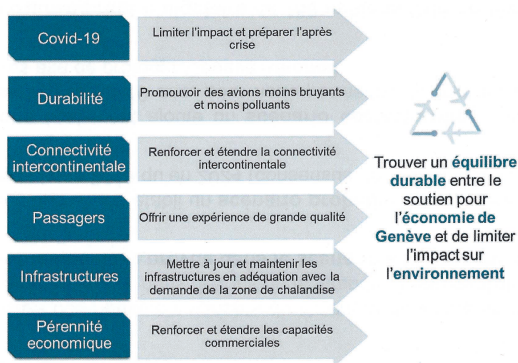 Covid-19
Limiter l'impact et préparer l'après
crise
Durabilité
Promouvoir des avions moins bruyants
et moins polluants
Connectivité
intercontinentale
Renforcer et étendre la connectivité
intercontinentale
Passagers
Offrir une expérience de grande qualité
Infrastructures
Mettre à jour et maintenir les
infrastructures en adéquation avec la
demande de la zone de chalandise
Pérennité
economique
Renforcer et étendre les capacités
commerciales
Trouver un équilibre
durable entre le
soutien pour
l'économie de
Genève et de limiter
l'impact sur
l'environnement